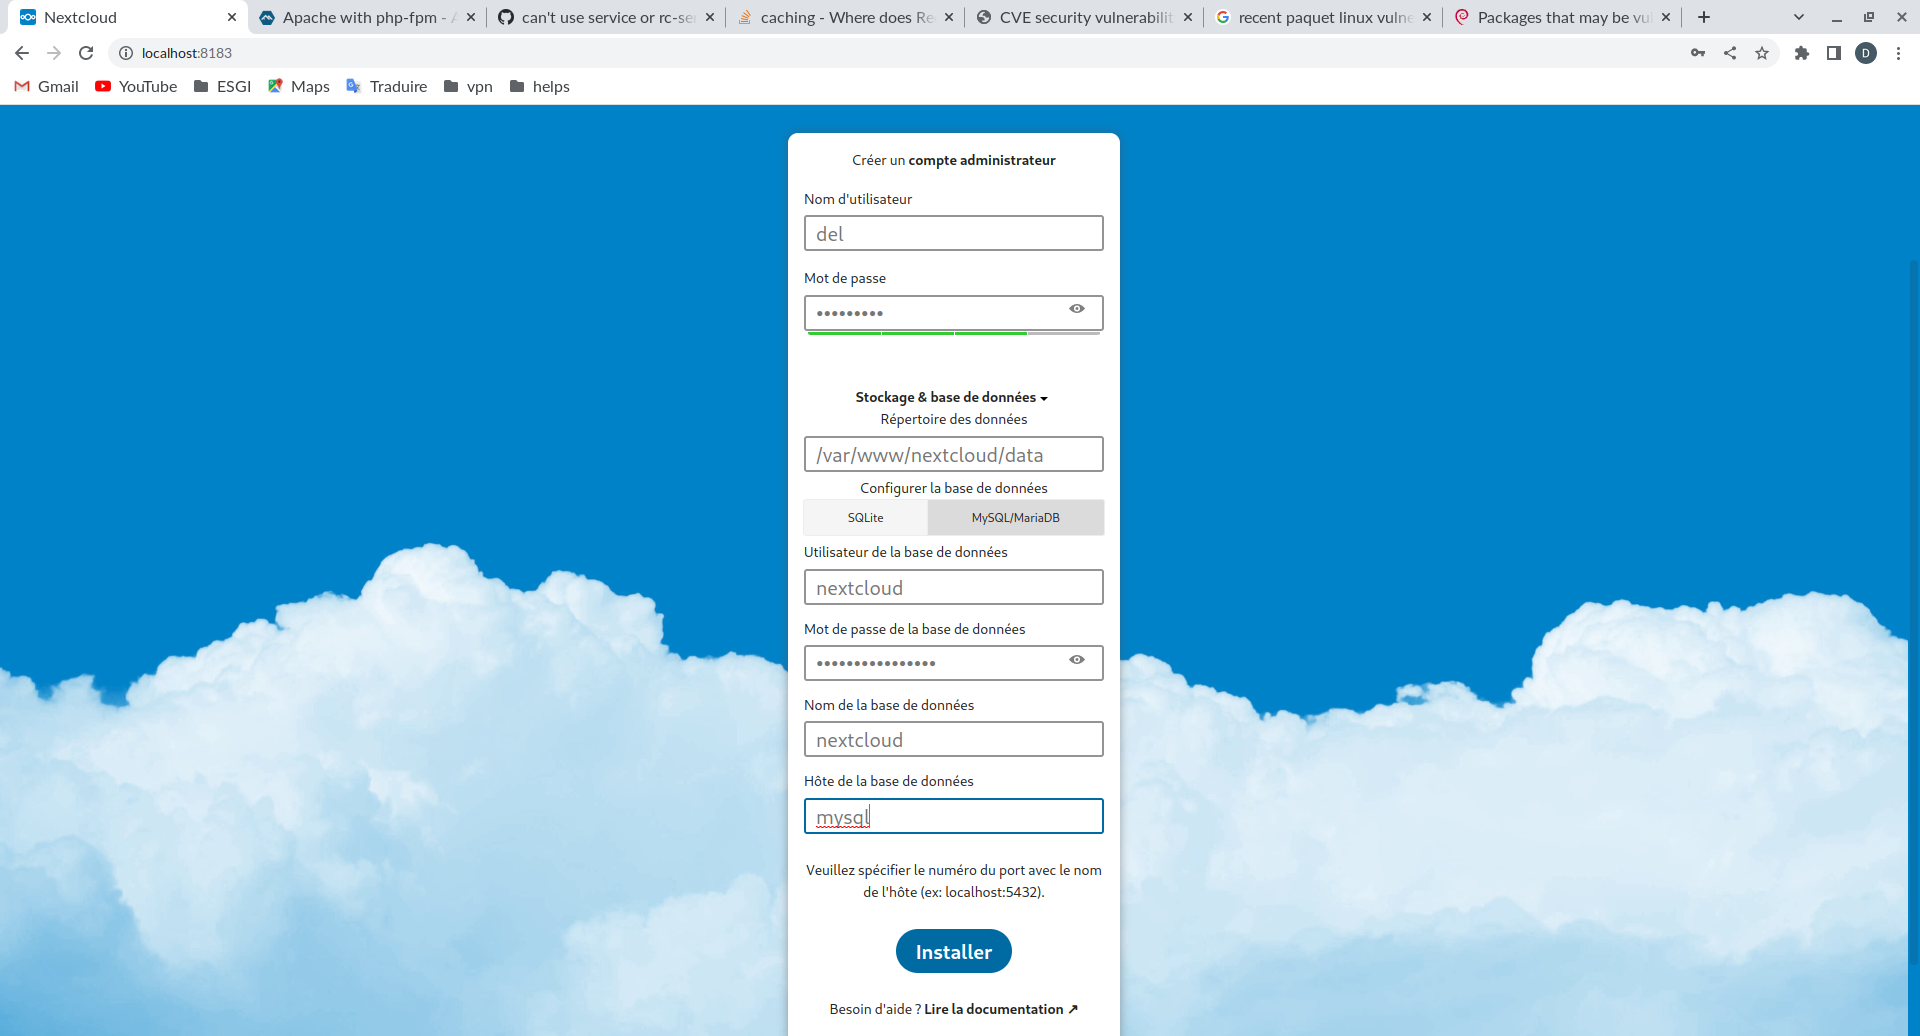 Nextcloud
Apache with php-fpm - A
can't use service or rc-ser
caching - Where does Re
CVE security vulnerabilit
recent paquet linux vulne
Packages that may be vul
localhost:8183
D
Gmail
YouTube
ESGI
Maps
Traduire
vpn
helps
Créer un compte administrateur
Nom d'utilisateur
del
Mot de passe
•••••••••
Stockage & base de données
Répertoire des données
/var/www/nextcloud/data
Configurer la base de données
SQLite
MySQL/MariaDB
Utilisateur de la base de données
nextcloud
Mot de passe de la base de données
••••••••••••••••
Nom de la base de données
nextcloud
Hôte de la base de données
mysql
Veuillez spécifier le numéro du port avec le nom
de l'hôte (ex: localhost:5432).
Installer
Besoin d'aide ? Lire la documentation ↗